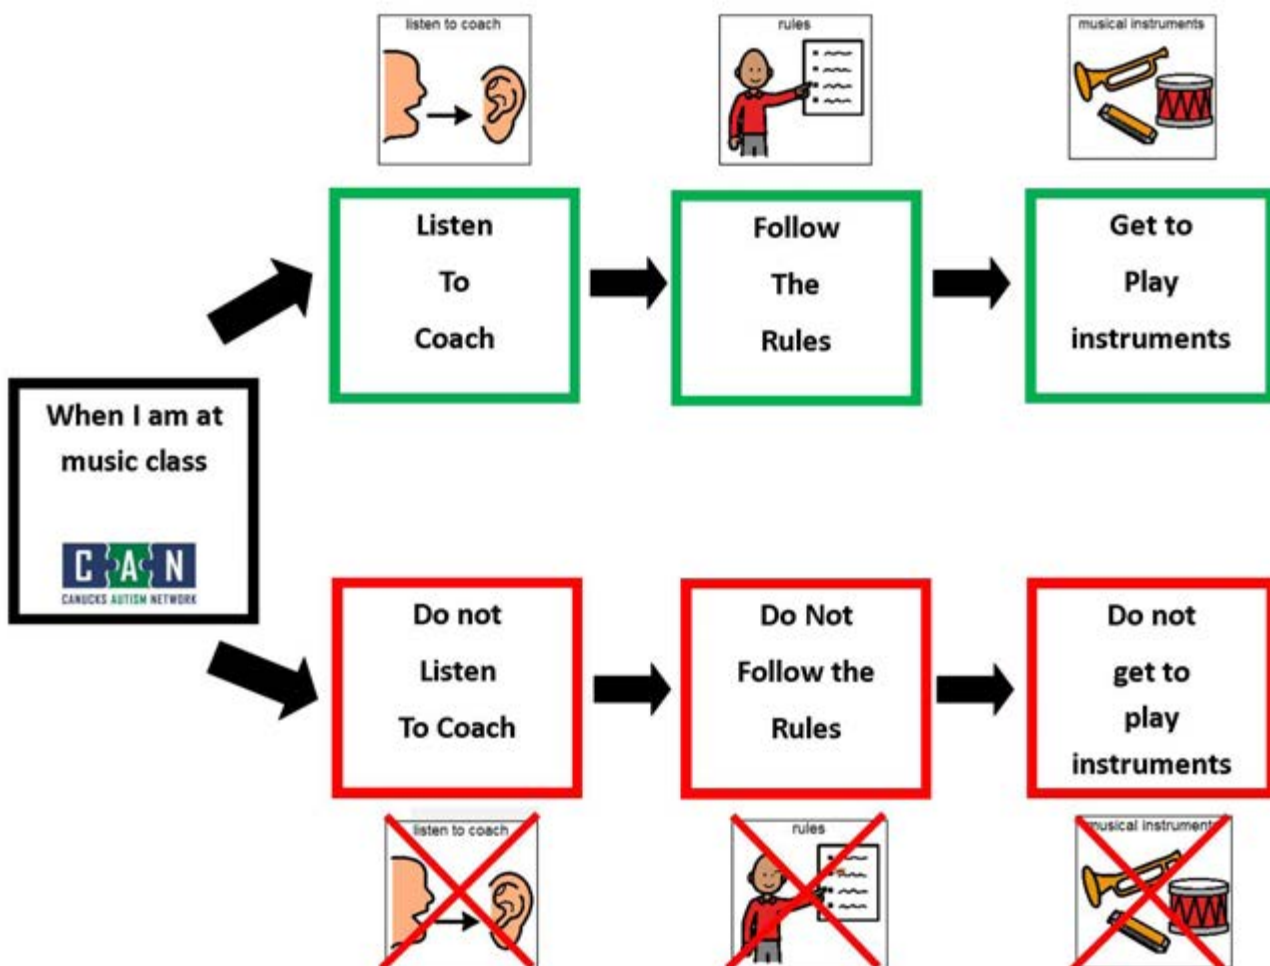 listen to coach
rules
musical instruments
Listen
To
Coach
Follow
The
Rules
Get to
Play
instruments
When I am at
music class
CAN
CANUCKS AUTISM NETWORK
Do not
Listen
To Coach
Do Not
Follow the
Rules
Do not
get to
play
instruments
listen to coach
rules
musical instruments